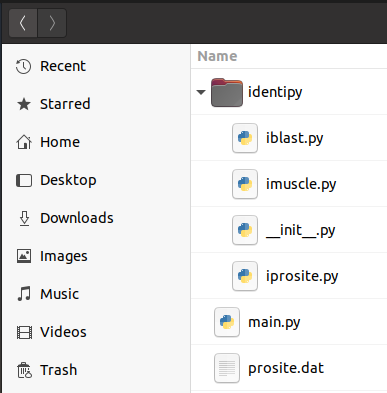 Name
Recent
Starred
Home
Desktop
Downloads
Images
Music
Videos
Trash
identipy
iblast.py
imuscle.py
__init__.py
iprosite.py
main.py
prosite.dat